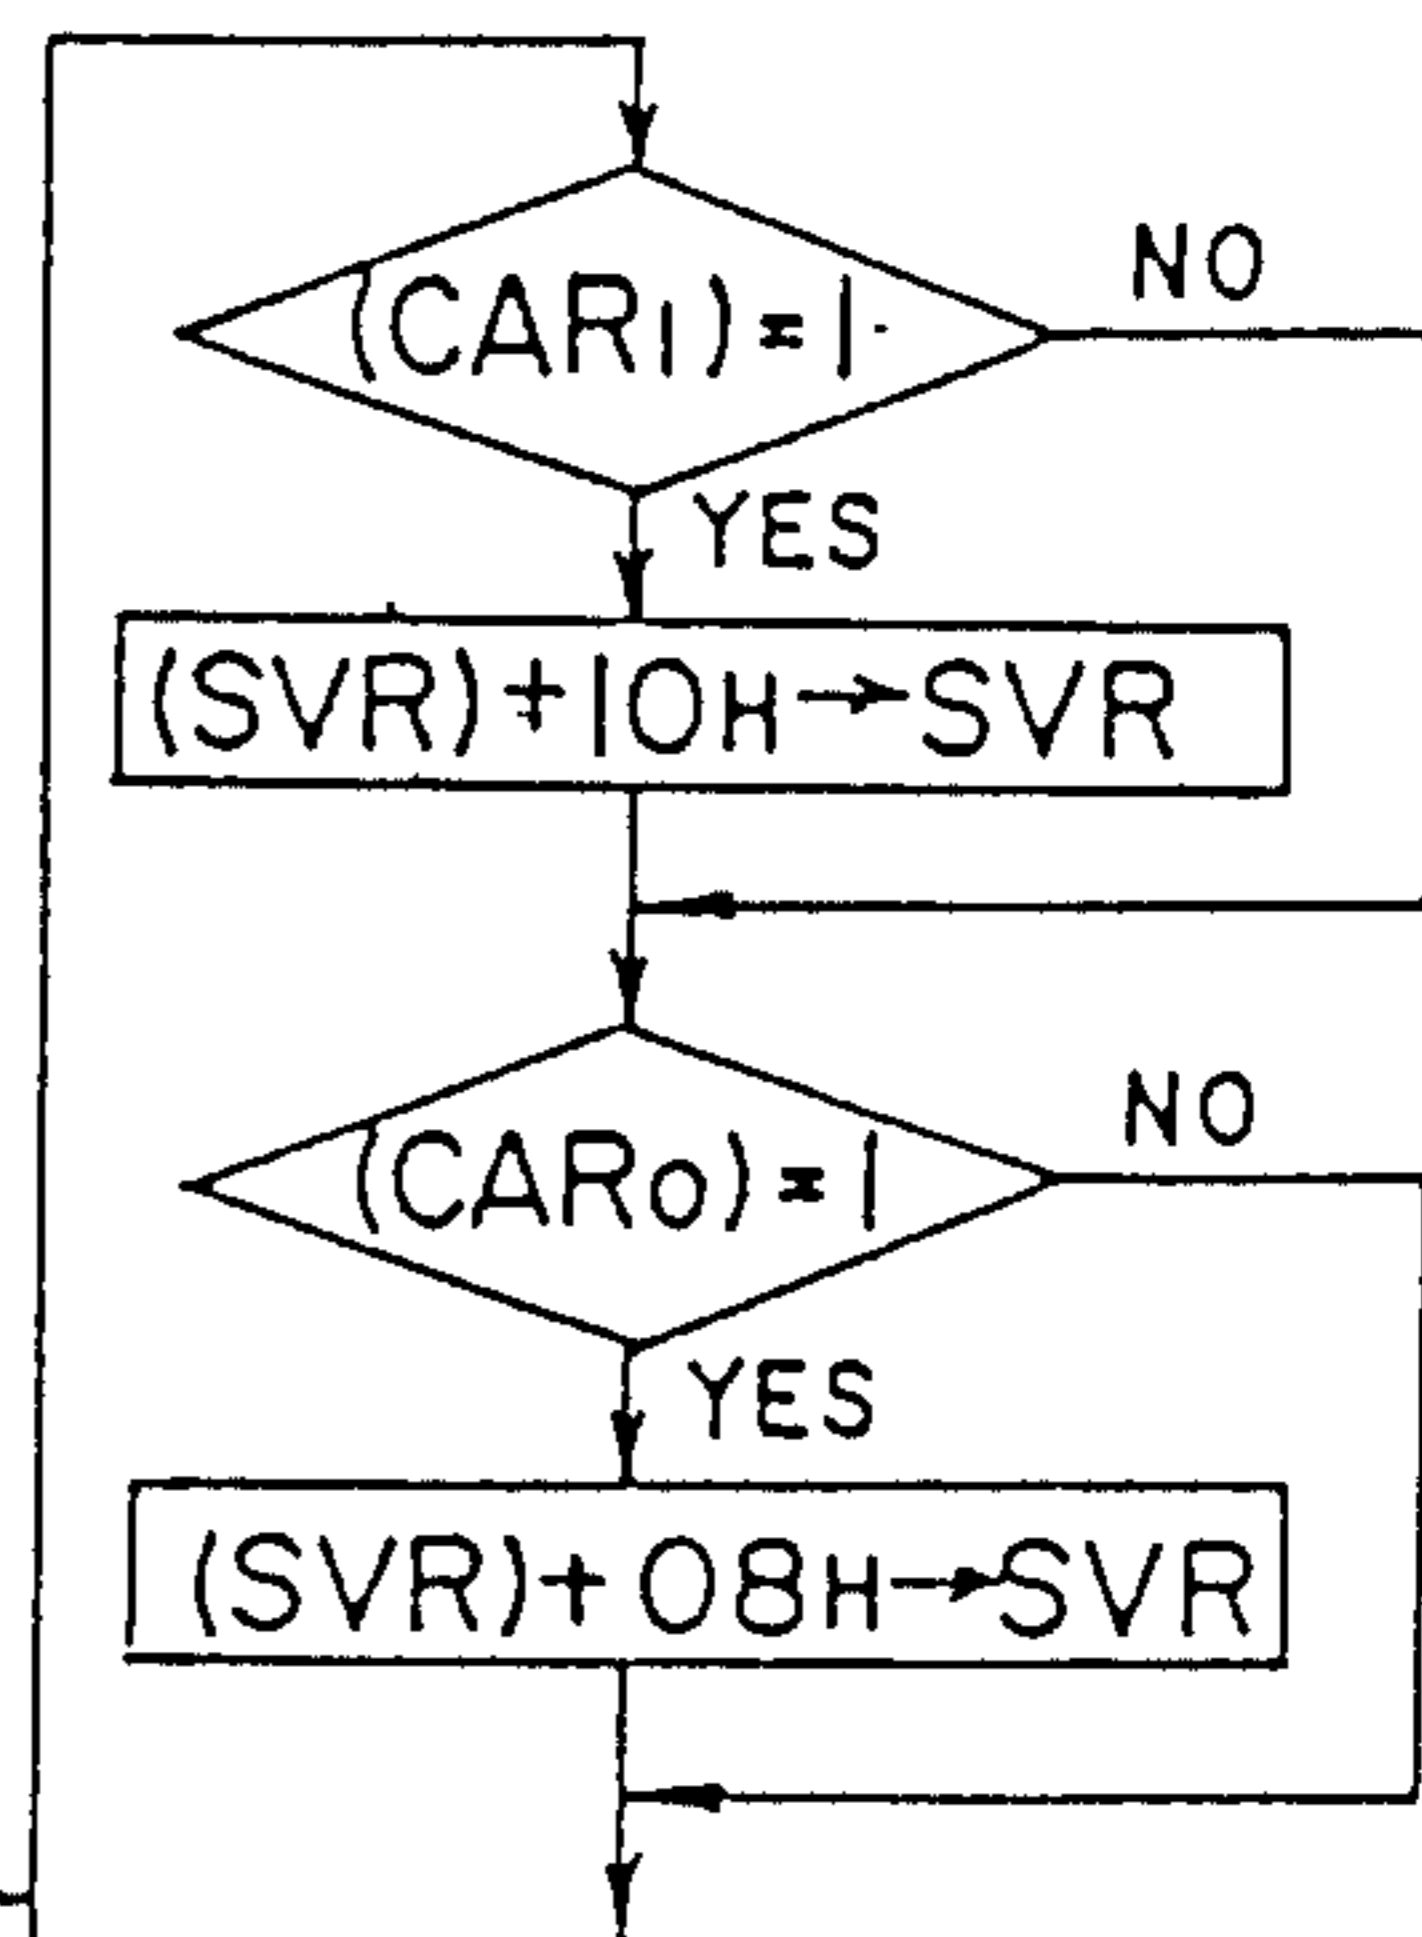 (CAR1)=1
NO
YES
(SVR)+10H→SVR
(CAR0)=1
NO
YES
(SVR)+08H→SVR